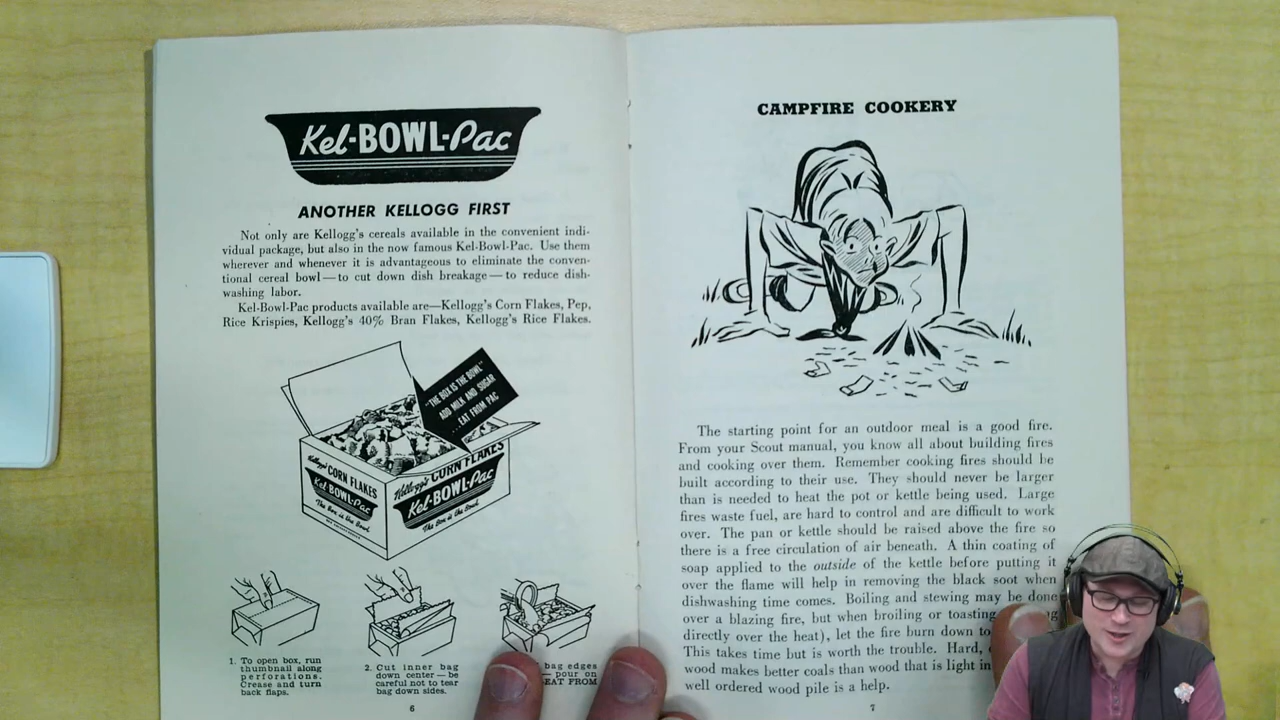 Kel-BOWL-Pac
ANOTHER KELLOGG FIRST
Not only are Kellogg's cereals available in the convenient indi-
vidual package, but also in the now famous Kel-Bowl-Pac. Use them
wherever and whenever it is advantageous to eliminate the conven-
tional cereal bowl—to cut down dish breakage—to reduce dish-
washing labor.
Kel-Bowl-Pac products available are—Kellogg's Corn Flakes, Pep,
Rice Krispies, Kellogg's 40% Bran Flakes, Kellogg's Rice Flakes.
"THE BOX IS THE BOWL"
ADD MILK AND SUGAR
...EAT FROM PAC
Kellogg's CORN FLAKES
Kel-BOWL-Pac
The Box is the Bowl
Kellogg's CORN FLAKES
Kel-BOWL-Pac
The Box is the Bowl
1. To open box, run
thumbnail along
perforations.
Crease and turn
back flaps.
2. Cut inner bag
down center—be
careful not to tear
bag down sides.
bag edges
— pour on
EAT FROM
6
CAMPFIRE COOKERY
The starting point for an outdoor meal is a good fire.
From your Scout manual, you know all about building fires
and cooking over them. Remember cooking fires should be
built according to their use. They should never be larger
than is needed to heat the pot or kettle being used. Large
fires waste fuel, are hard to control and are difficult to work
over. The pan or kettle should be raised above the fire so
there is a free circulation of air beneath. A thin coating of
soap applied to the outside of the kettle before putting it
over the flame will help in removing the black soot when
dishwashing time comes. Boiling and stewing may be done
over a blazing fire, but when broiling or toasting
directly over the heat), let the fire burn down to
This takes time but is worth the trouble. Hard,
wood makes better coals than wood that is light in
well ordered wood pile is a help.
7